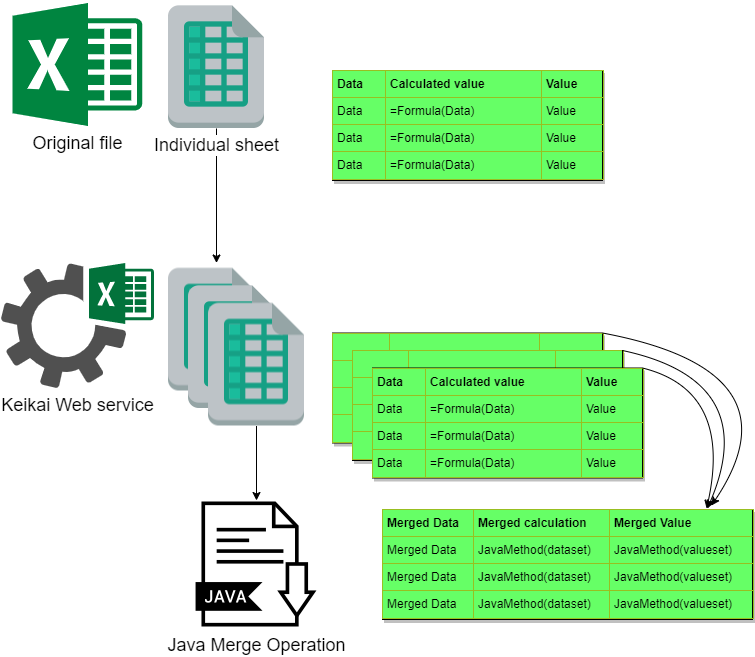 X
Original file
Individual sheet
Data Calculated value Value
Data =Formula(Data) Value
Data =Formula(Data) Value
Data =Formula(Data) Value
X
Keikai Web service
Data Calculated value Value
Data =Formula(Data) Value
Data =Formula(Data) Value
Data =Formula(Data) Value
JAVA
Java Merge Operation
Merged Data Merged calculation Merged Value
Merged Data JavaMethod(dataset) JavaMethod(valueset)
Merged Data JavaMethod(dataset) JavaMethod(valueset)
Merged Data JavaMethod(dataset) JavaMethod(valueset)